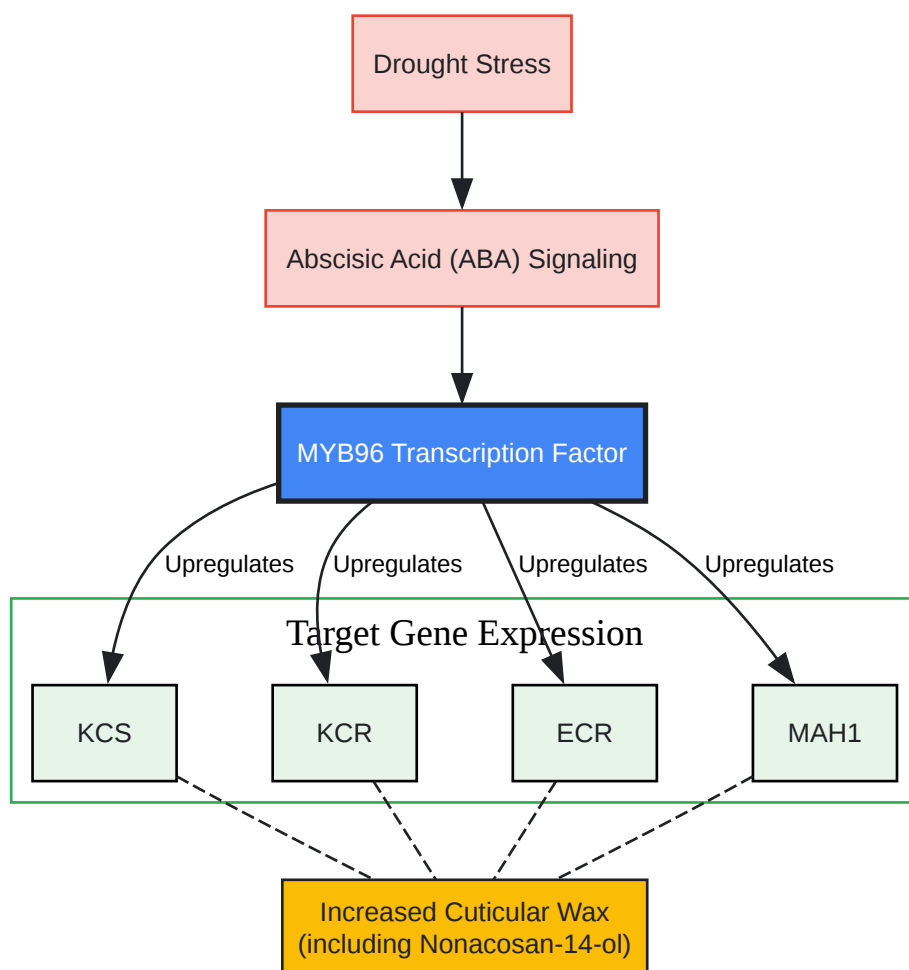 Drought Stress
Abscisic Acid (ABA) Signaling
MYB96 Transcription Factor
Upregulates
Upregulates
Upregulates
Upregulates
Target Gene Expression
KCS
KCR
ECR
MAH1
Increased Cuticular Wax
(including Nonacosan-14-ol)